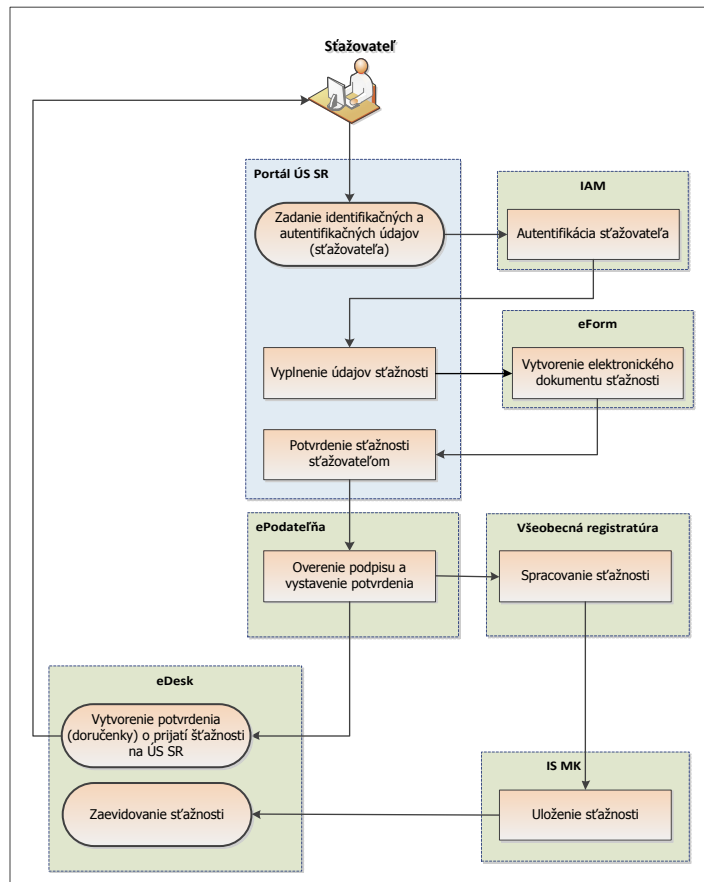 Sťažovateľ
Portál ÚS SR
IAM
Zadanie identifikačných a
autentifikačných údajov
(sťažovateľa)
Autentifikácia sťažovateľa
eForm
Vyplnenie údajov sťažnosti
Vytvorenie elektronického
dokumentu sťažnosti
Potvrdenie sťažnosti
sťažovateľom
ePodateľňa
Všeobecná registratúra
Overenie podpisu a
vystavenie potvrdenia
Spracovanie sťažnosti
eDesk
Vytvorenie potvrdenia
(doručenky) o prijatí šťažnosti
na ÚS SR
IS MK
Zaevidovanie sťažnosti
Uloženie sťažnosti